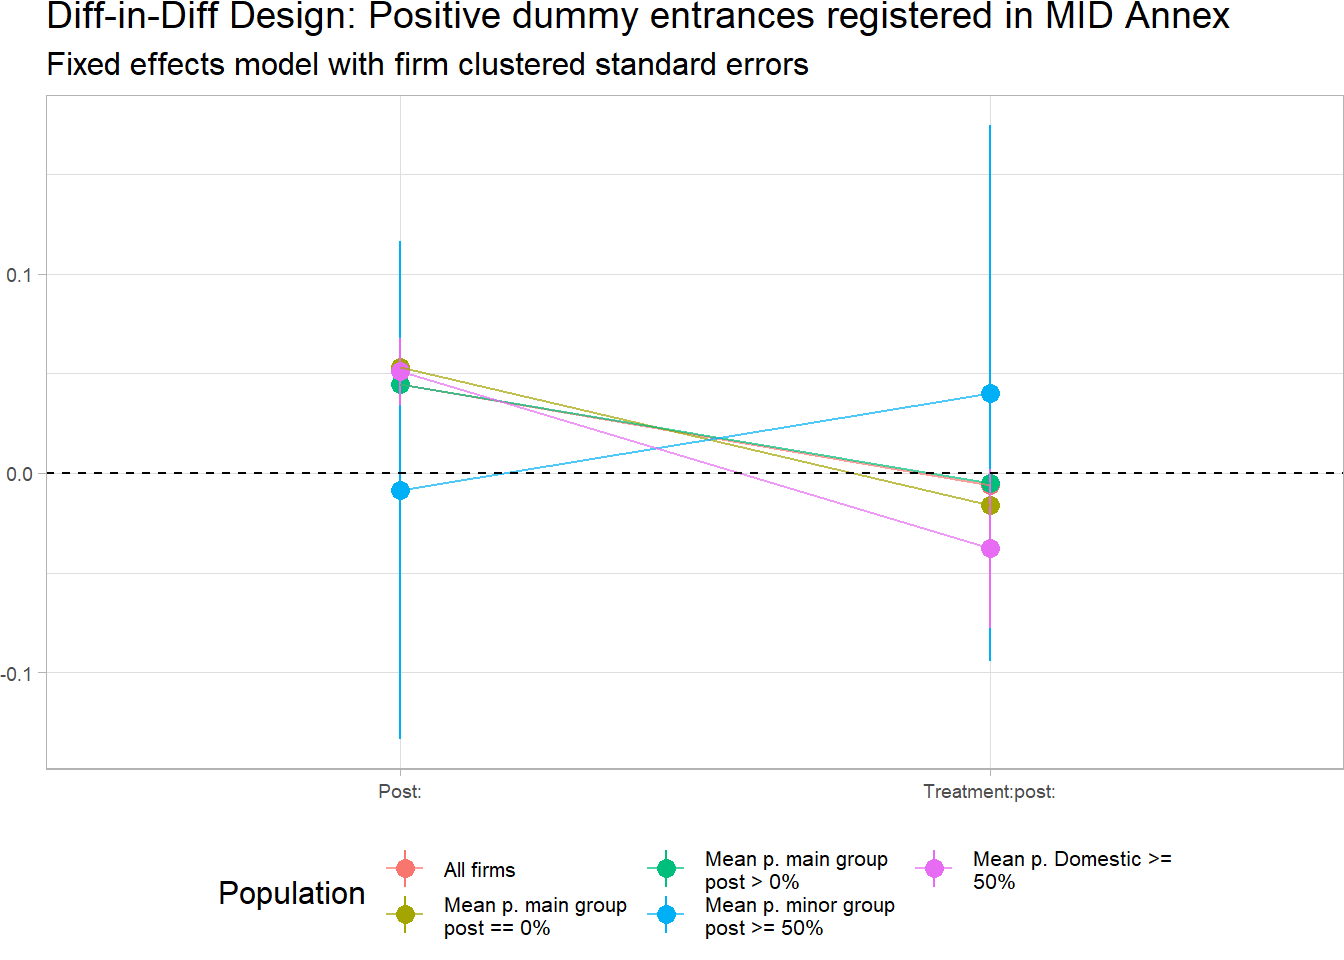 Diff-in-Diff Design: Positive dummy entrances registered in MID Annex
Fixed effects model with firm clustered standard errors
0.1
0.0
-0.1
Post:
Treatment:post:
Population
All firms
Mean p. main group
post == 0%
Mean p. main group
post > 0%
Mean p. minor group
post >= 50%
Mean p. Domestic >=
50%